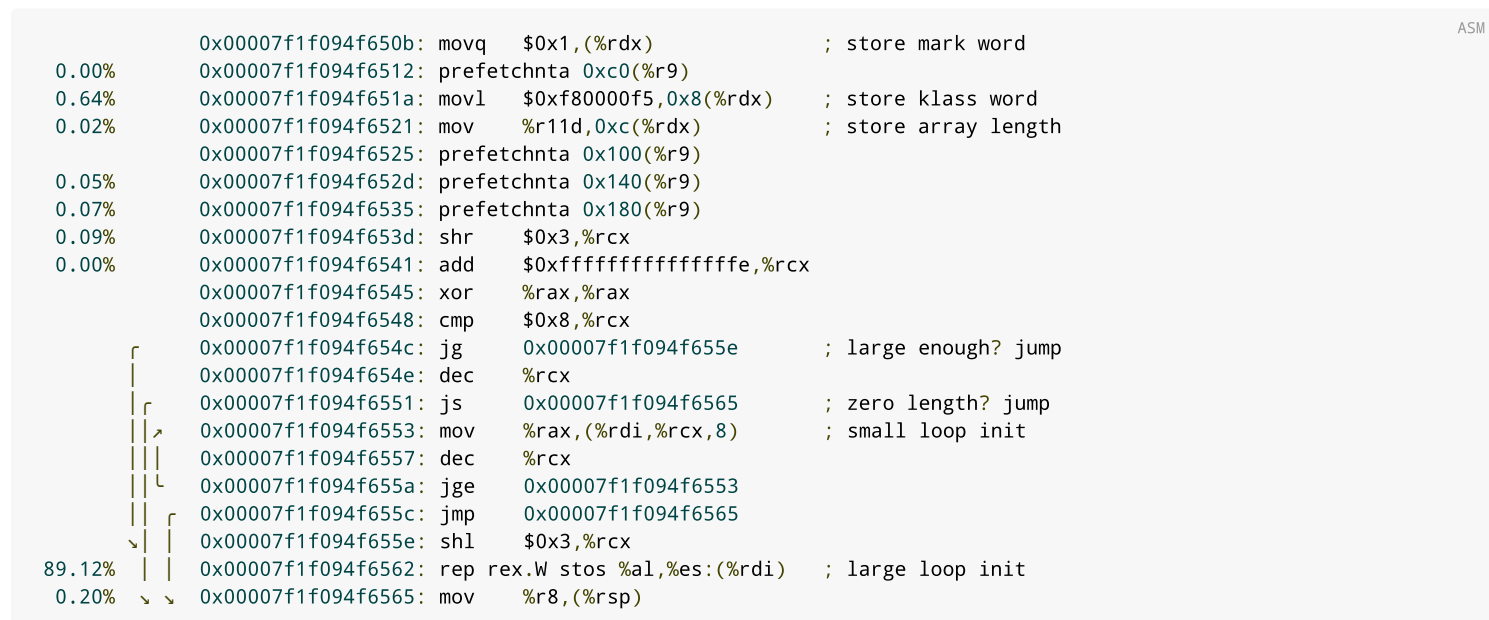 ASM
0x00007f1f094f650b: movq $0x1,(%rdx) ; store mark word
0.00% 0x00007f1f094f6512: prefetchnta 0xc0(%r9)
0.64% 0x00007f1f094f651a: movl $0xf80000f5,0x8(%rdx) ; store klass word
0.02% 0x00007f1f094f6521: mov %r11d,0xc(%rdx) ; store array length
0x00007f1f094f6525: prefetchnta 0x100(%r9)
0.05% 0x00007f1f094f652d: prefetchnta 0x140(%r9)
0.07% 0x00007f1f094f6535: prefetchnta 0x180(%r9)
0.09% 0x00007f1f094f653d: shr $0x3,%rcx
0.00% 0x00007f1f094f6541: add $0xfffffffffffffffe,%rcx
0x00007f1f094f6545: xor %rax,%rax
0x00007f1f094f6548: cmp $0x8,%rcx
╭ 0x00007f1f094f654c: jg 0x00007f1f094f655e ; large enough? jump
│ 0x00007f1f094f654e: dec %rcx
│╭ 0x00007f1f094f6551: js 0x00007f1f094f6565 ; zero length? jump
││↗ 0x00007f1f094f6553: mov %rax,(%rdi,%rcx,8) ; small loop init
│││ 0x00007f1f094f6557: dec %rcx
││╰ 0x00007f1f094f655a: jge 0x00007f1f094f6553
││ ╭ 0x00007f1f094f655c: jmp 0x00007f1f094f6565
↘│ │ 0x00007f1f094f655e: shl $0x3,%rcx
89.12% │ │ 0x00007f1f094f6562: rep rex.W stos %al,%es:(%rdi) ; large loop init
0.20% ↘ ↘ 0x00007f1f094f6565: mov %r8,(%rsp)